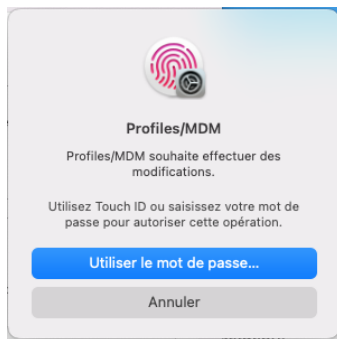 Profiles/MDM
Profiles/MDM souhaite effectuer des
modifications.
Utilisez Touch ID ou saisissez votre mot de
passe pour autoriser cette opération.
Utiliser le mot de passe...
Annuler